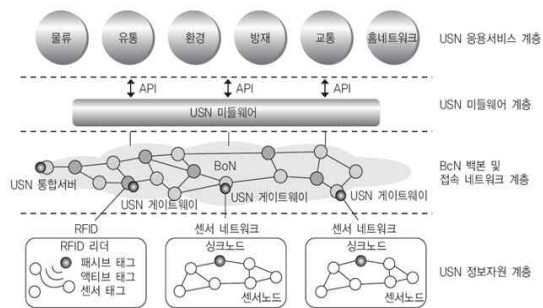 물류 유통 환경 방재 교통 홈네트워크 USN 응용서비스 계층
API API API
USN 미들웨어 USN 미들웨어 계층
BoN BcN 백본 및
접속 네트워크 계층
USN 통합서버
USN 게이트웨이 USN 게이트웨이 USN 게이트웨이
RFID 센서 네트워크 센서 네트워크
RFID 리더 싱크노드 싱크노드
패시브 태그
액티브 태그 USN 정보자원 계층
센서 태그 센서노드 센서노드